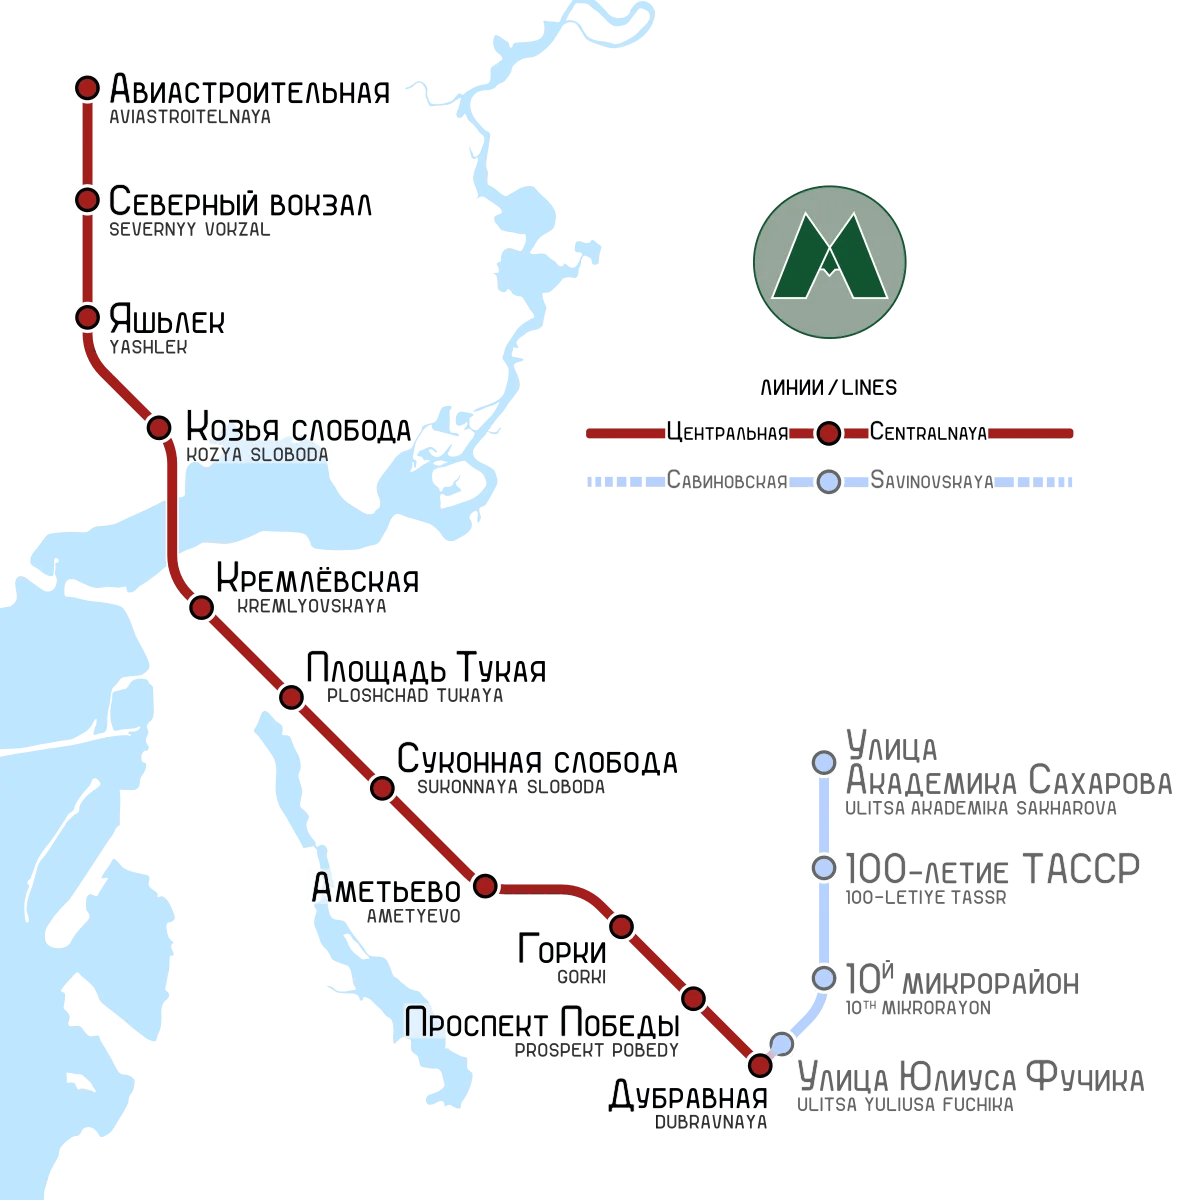 Авиастроительная
AVIASTROITELNAYA
Северный вокзал
SEVERNYY VOKZAL
Яшьлек
YASHLEK
Козья слобода
KOZYA SLOBODA
Кремлёвская
KREMLYOVSKAYA
Площадь Тукая
PLOSHCHAD TUKAYA
Суконная слобода
SUKONNAYA SLOBODA
Аметьево
AMETYEVO
Горки
GORKI
Проспект Победы
PROSPEKT POBEDY
Дубравная
DUBRAVNAYA
ЛИНИИ/LINES
Центральная Centralnaya
Савиновская Savinovskaya
Улица
Академика Сахарова
ULITSA AKADEMIKA SAKHAROVA
100-летие ТАССР
100-LETIYE TASSR
10й микрорайон
10TH MIKRORAYON
Улица Юлиуса Фучика
ULITSA YULIUSA FUCHIKA